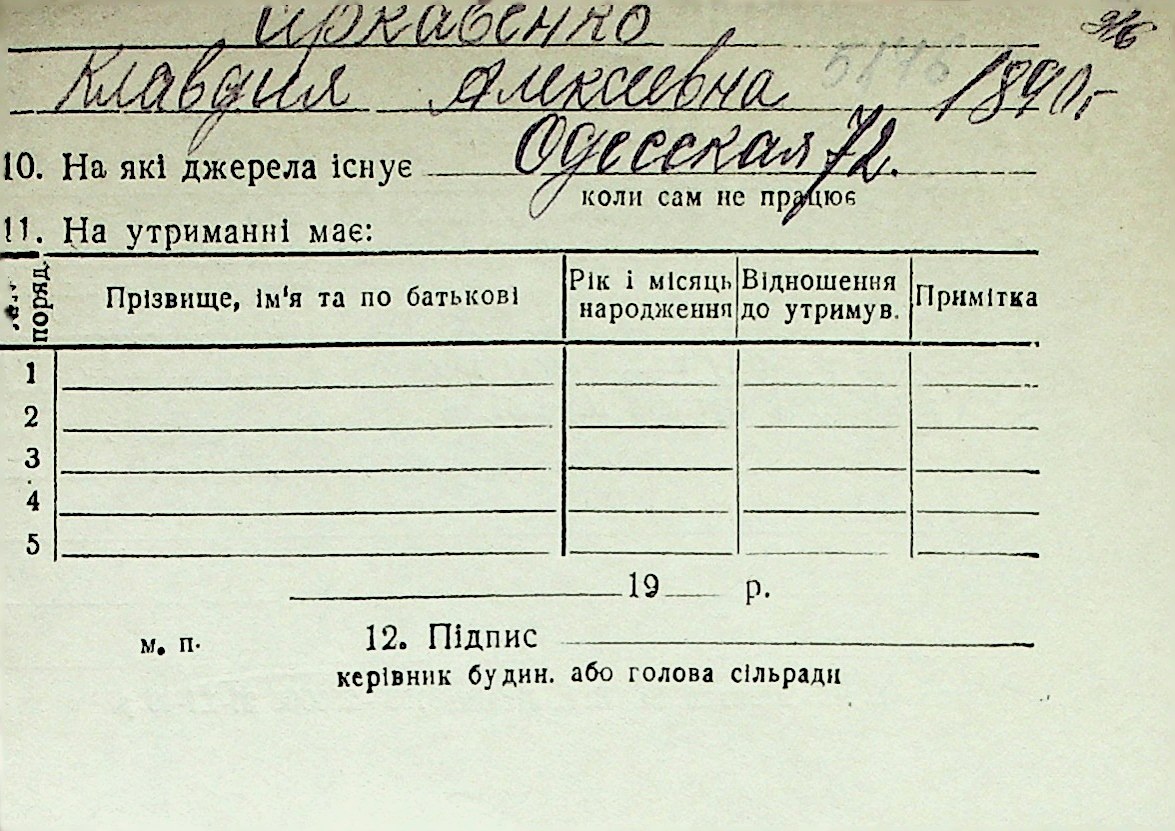 Клавдия Алексеевна 1890 г
10. На які джерела існує Одесская 72.
коли сам не працює
11. На утриманні має:
поряд. Прізвище, ім'я та по батькові Рік і місяць народження Відношення до утримув. Примітка
1
2
3
4
5
19 р.
м. п. 12. Підпис
керівник будин. або голова сільради